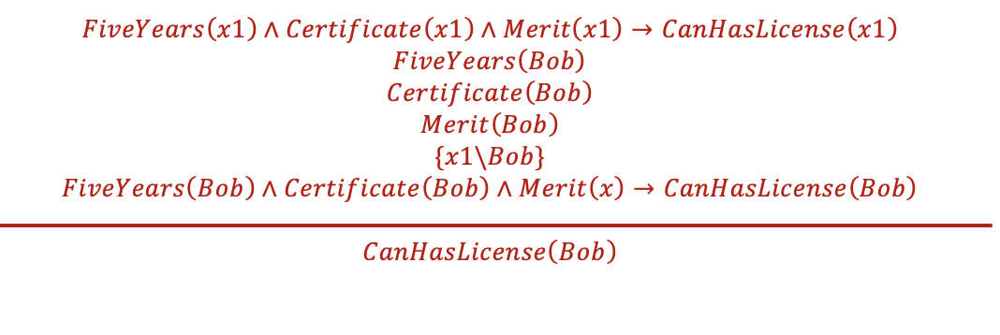 FiveYears(x1) ∧ Certificate(x1) ∧ Merit(x1) → CanHasLicense(x1)
FiveYears(Bob)
Certificate(Bob)
Merit(Bob)
{x1\Bob}
FiveYears(Bob) ∧ Certificate(Bob) ∧ Merit(x) → CanHasLicense(Bob)
CanHasLicense(Bob)